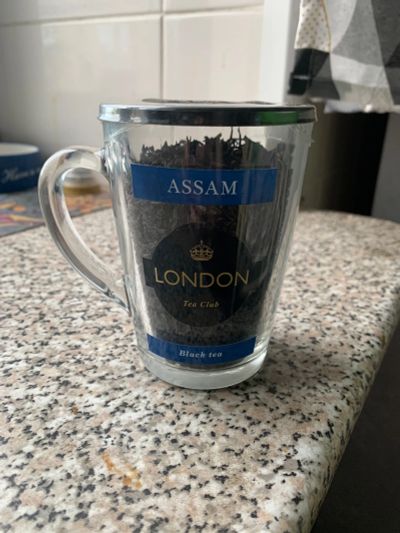 ASSAM
LONDON
Tea Club
Black tea